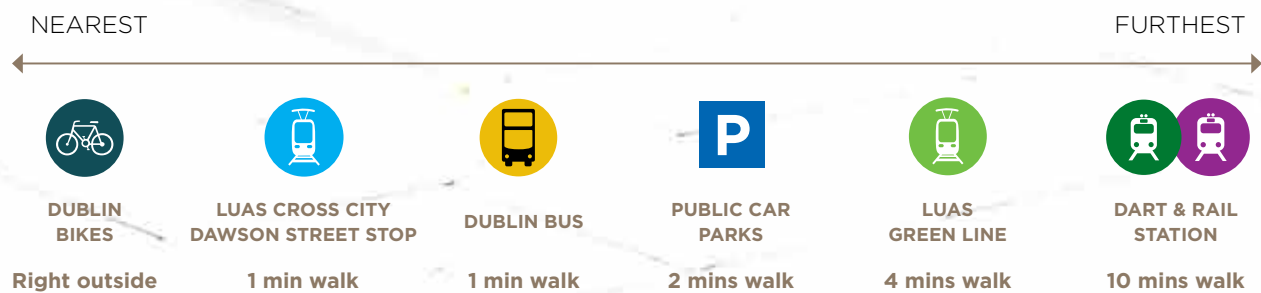 NEAREST
FURTHEST
P
DUBLIN
BIKES
LUAS CROSS CITY
DAWSON STREET STOP
DUBLIN BUS
PUBLIC CAR
PARKS
LUAS
GREEN LINE
DART & RAIL
STATION
Right outside
1 min walk
1 min walk
2 mins walk
4 mins walk
10 mins walk